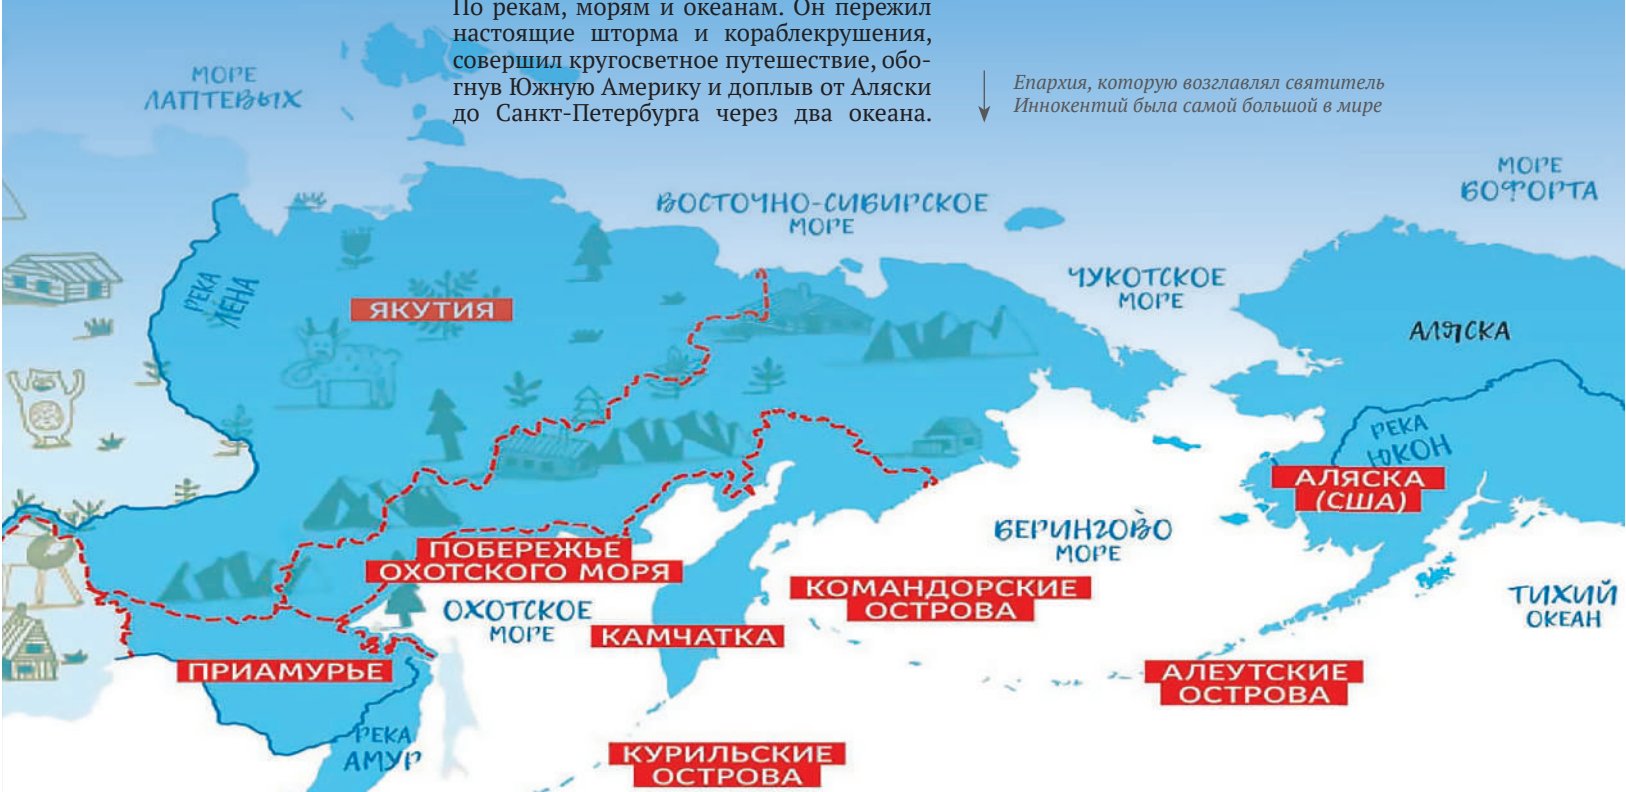 По рекам, морям и океанам. Он пережил
настоящие шторма и кораблекрушения,
совершил кругосветное путешествие, обо-
гнув Южную Америку и доплыв от Аляски
до Санкт-Петербурга через два океана.
Епархия, которую возглавлял святитель
Иннокентий была самой большой в мире
МОРЕ
ЛАПТЕВЫХ
ВОСТОЧНО-СИБИРСКОЕ
МОРЕ
МОРЕ
БОФОРТА
ЧУКОТСКОЕ
МОРЕ
РЕКА
ЛЕНА
ЯКУТИЯ
АЛЯСКА
РЕКА
ЮКОН
АЛЯСКА
(США)
БЕРИНГОВО
МОРЕ
ПОБЕРЕЖЬЕ
ОХОТСКОГО МОРЯ
КОМАНДОРСКИЕ
ОСТРОВА
ТИХИЙ
ОКЕАН
ОХОТСКОЕ
МОРЕ
КАМЧАТКА
ПРИАМУРЬЕ
АЛЕУТСКИЕ
ОСТРОВА
РЕКА
АМУР
КУРИЛЬСКИЕ
ОСТРОВА